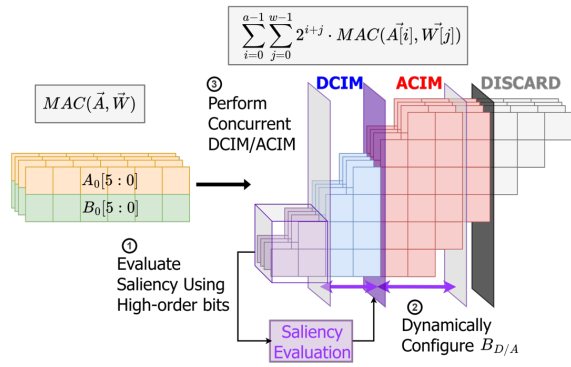 \sum_{i=0}^{a-1} \sum_{j=0}^{w-1} 2^{i+j} \cdot MAC(\vec{A[i]}, \vec{W[j]})
MAC(\vec{A}, \vec{W})
③
Perform
Concurrent
DCIM/ACIM
DCIM
ACIM
DISCARD
A_0[5:0]
B_0[5:0]
①
Evaluate
Saliency Using
High-order bits
Saliency
Evaluation
②
Dynamically
Configure B_{D/A}